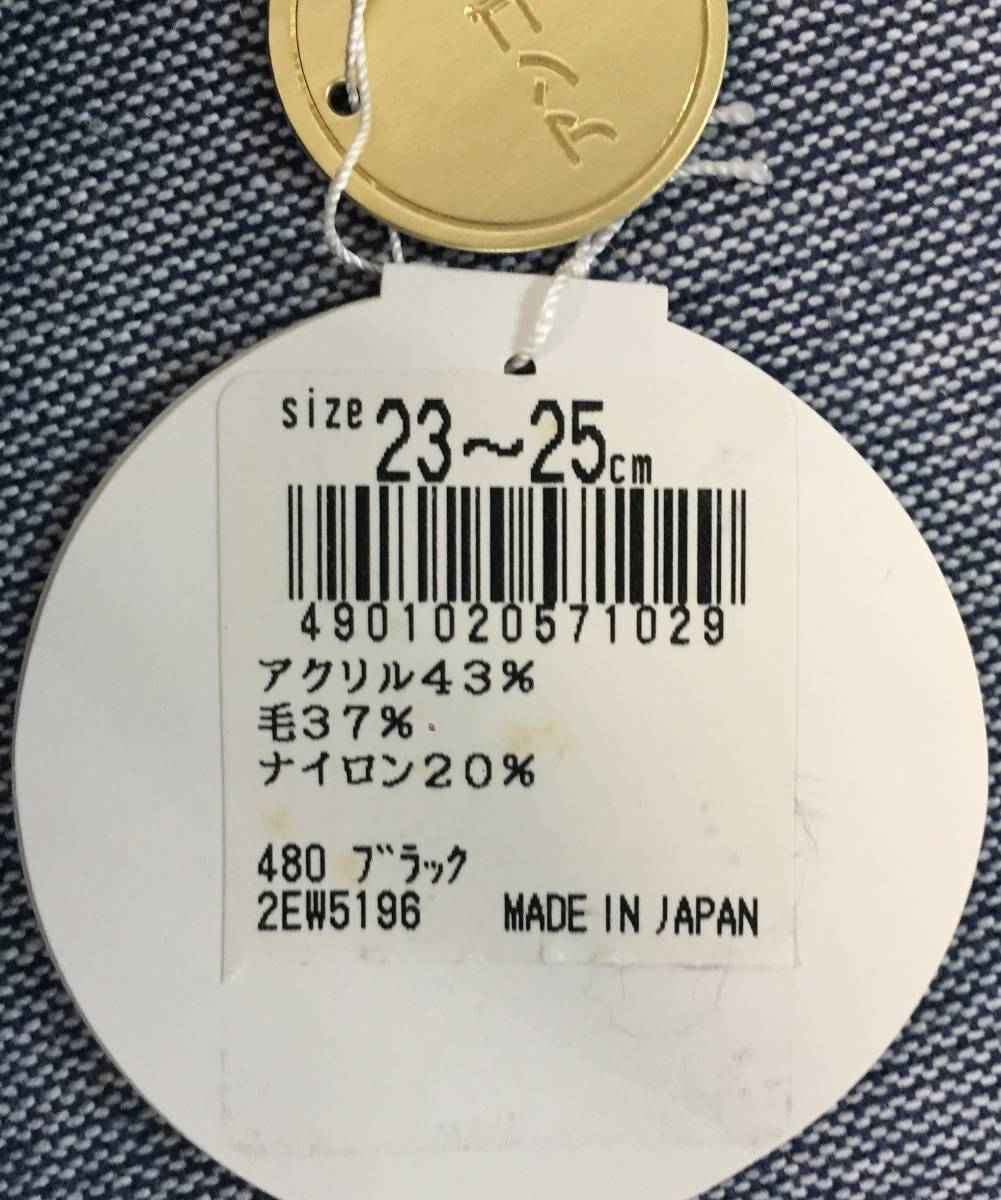 size 23～25cm
4901020571029
アクリル43%
毛37%
ナイロン20%
480 ブラック
2EW5196 MADE IN JAPAN